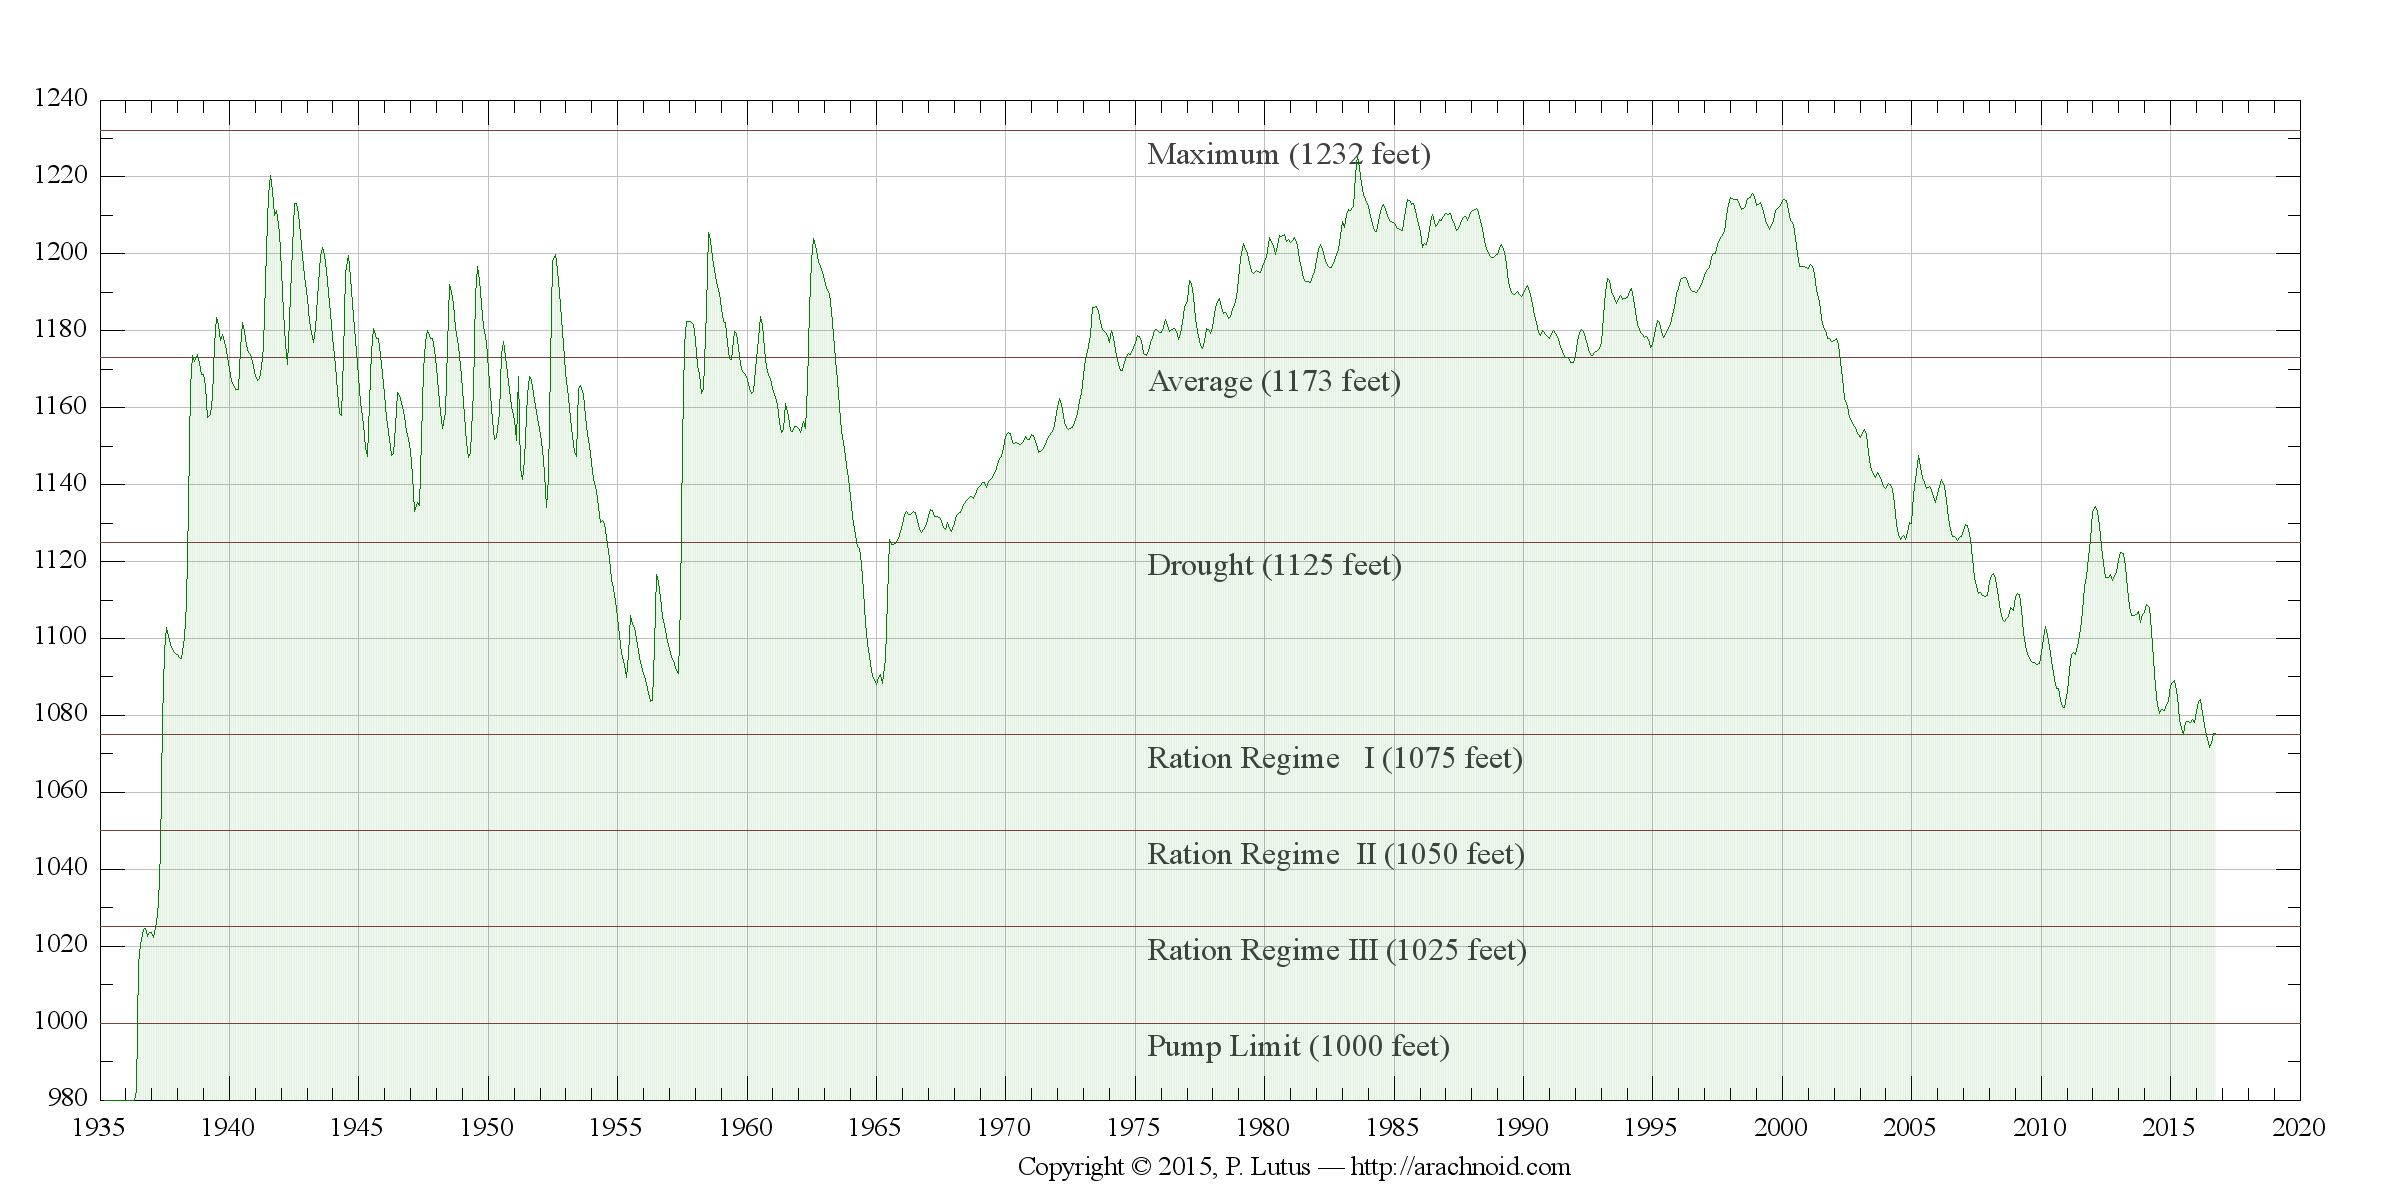 1240
Maximum (1232 feet)
1220
1200
1180
Average (1173 feet)
1160
1140
1120
Drought (1125 feet)
1100
1080
Ration Regime I (1075 feet)
1060
Ration Regime II (1050 feet)
1040
1020
Ration Regime III (1025 feet)
1000
Pump Limit (1000 feet)
980
1935 1940 1945 1950 1955 1960 1965 1970 1975 1980 1985 1990 1995 2000 2005 2010 2015 2020
Copyright © 2015, P. Lutus — http://arachnoid.com